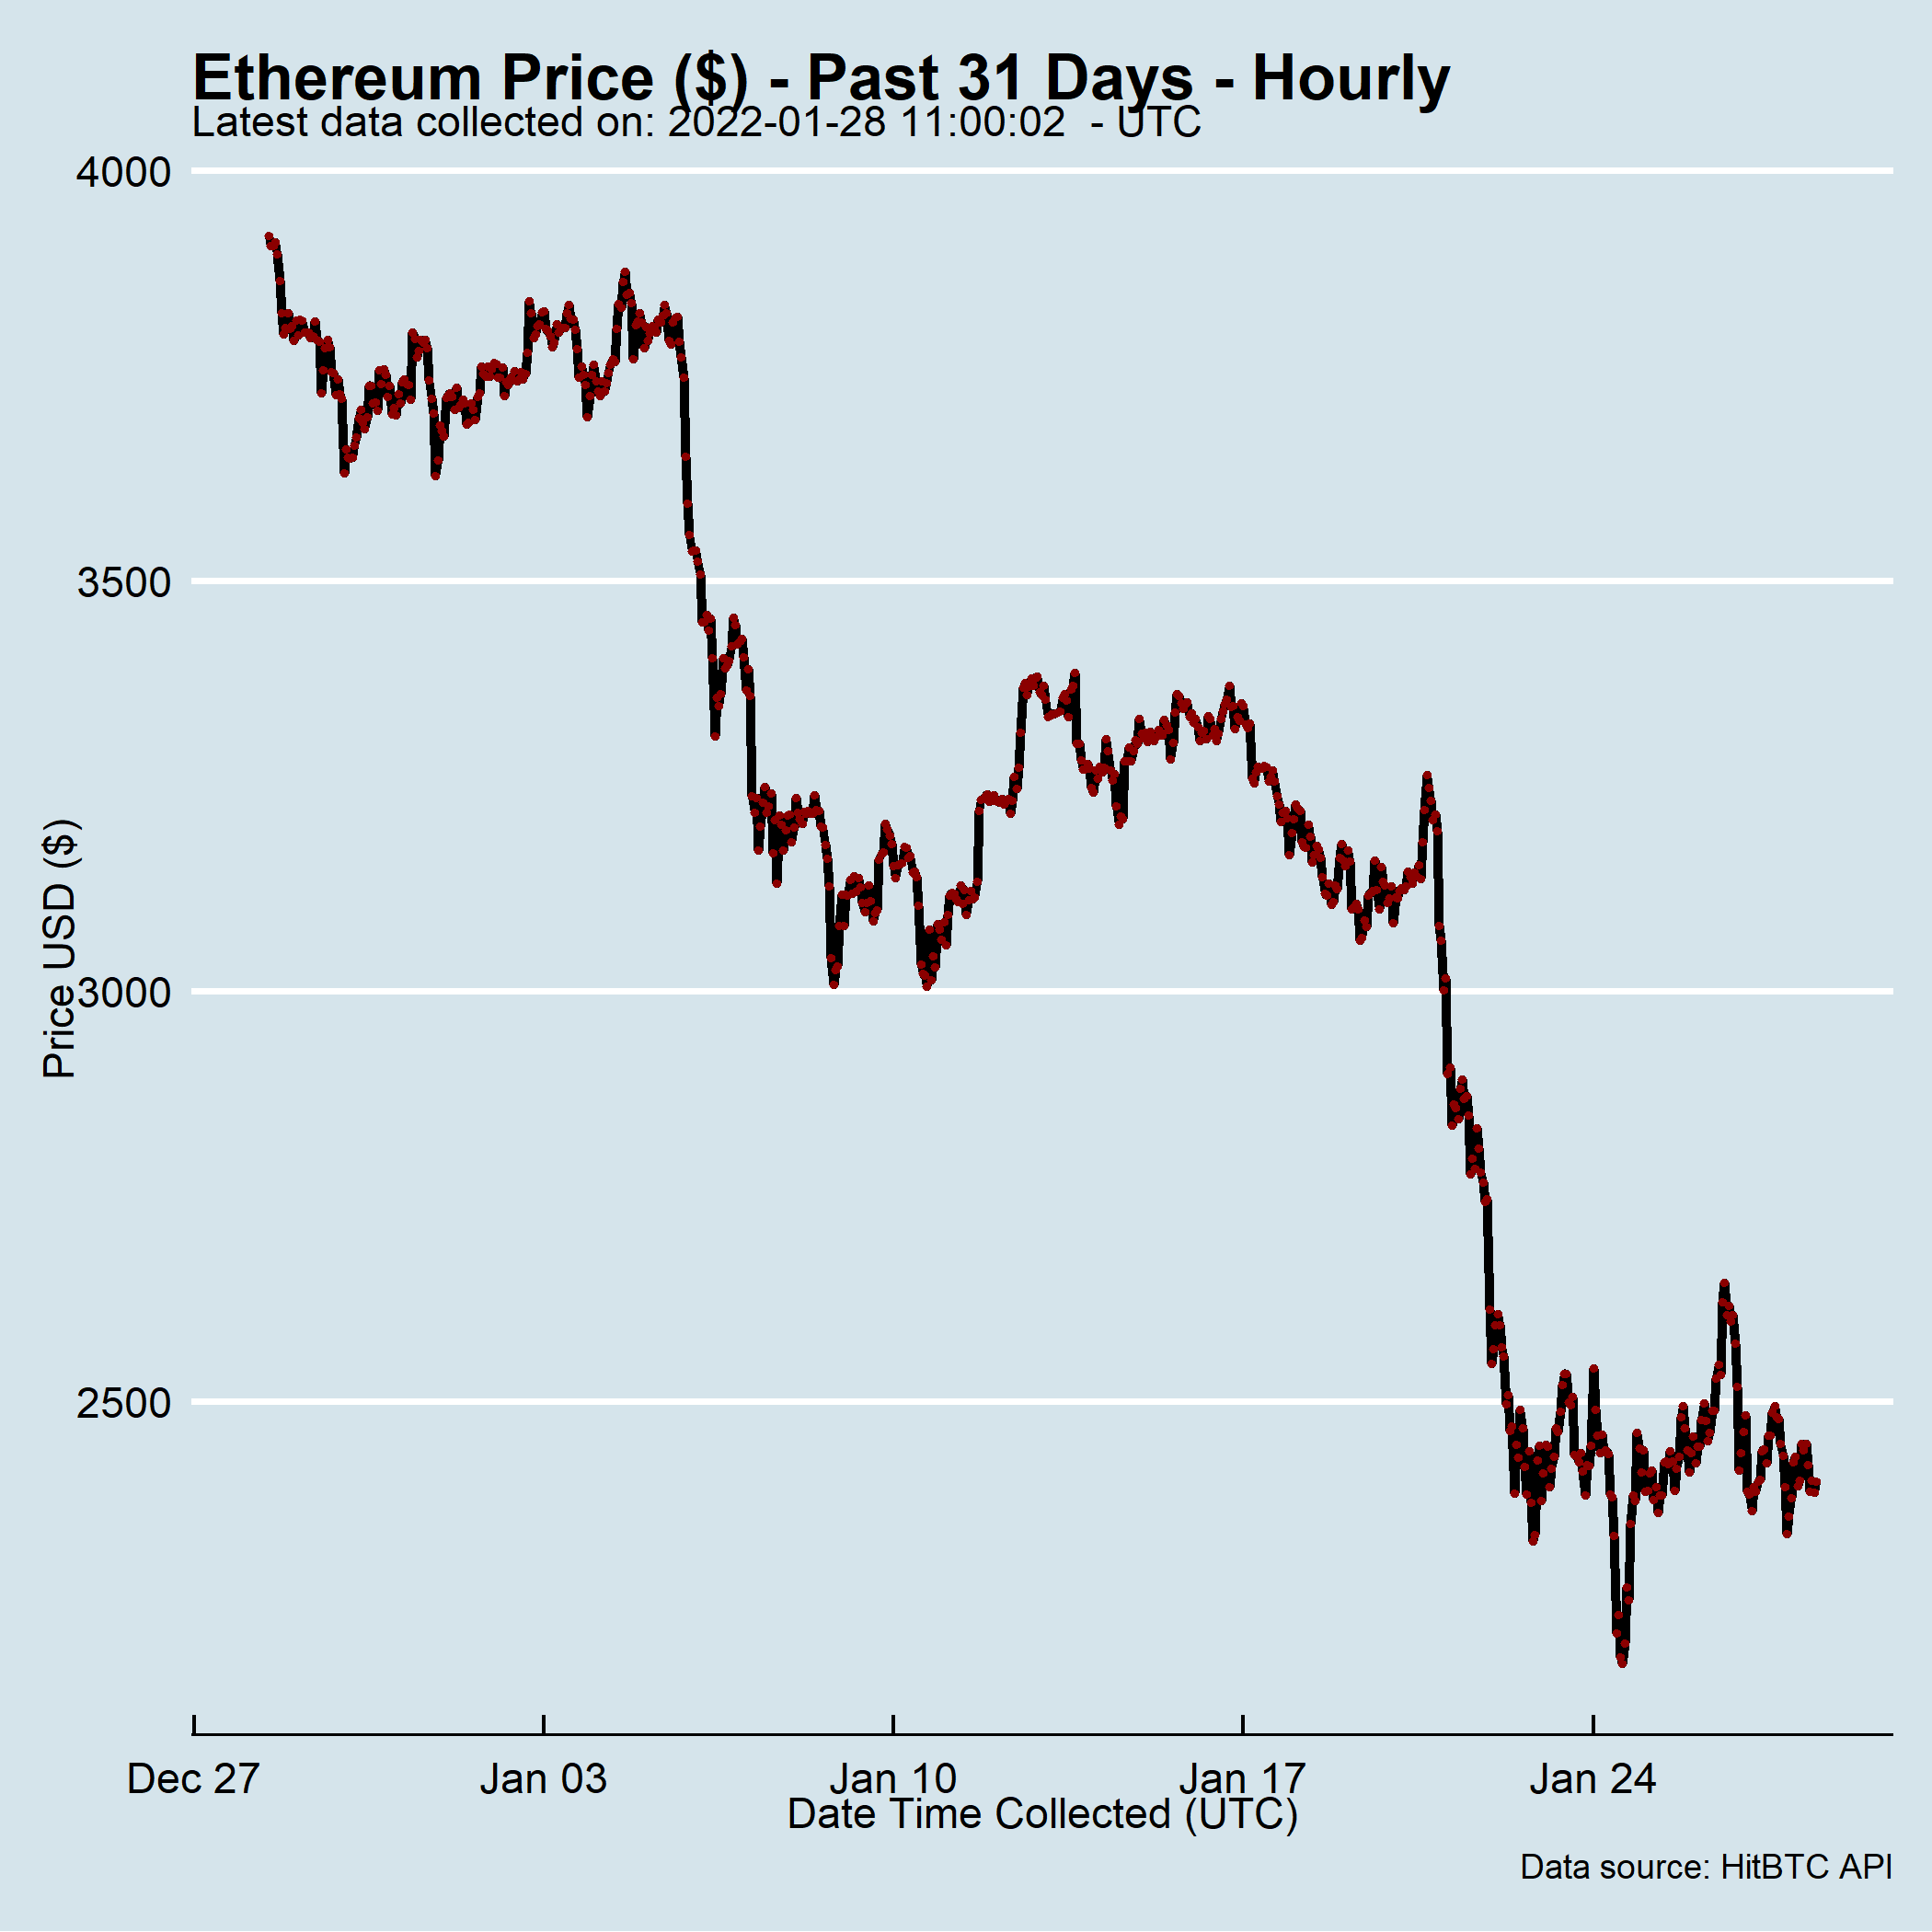 Ethereum Price ($) - Past 31 Days - Hourly
Latest data collected on: 2022-01-28 11:00:02  - UTC
4000
3500
3000
2500
Price USD ($)
Dec 27
Jan 03
Jan 10
Jan 17
Jan 24
Date Time Collected (UTC)
Data source: HitBTC API